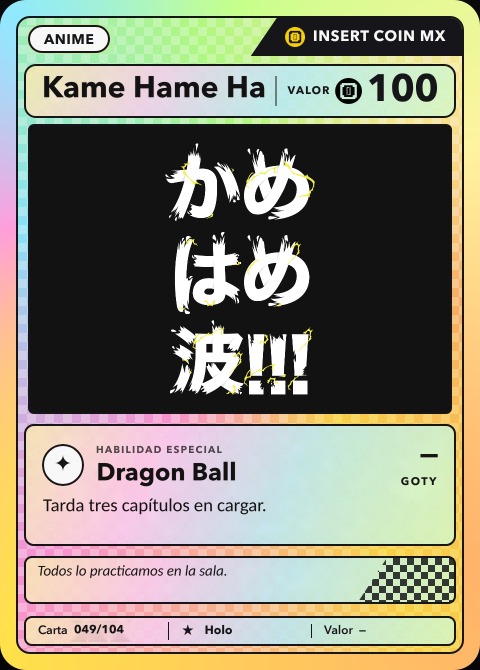 ANIME
INSERT COIN MX
Kame Hame Ha
VALOR 100
かめ
はめ
波!!!
HABILIDAD ESPECIAL
Dragon Ball
–
GOTY
Tarda tres capítulos en cargar.
Todos lo practicamos en la sala.
Carta 049/104
★ Holo
Valor –